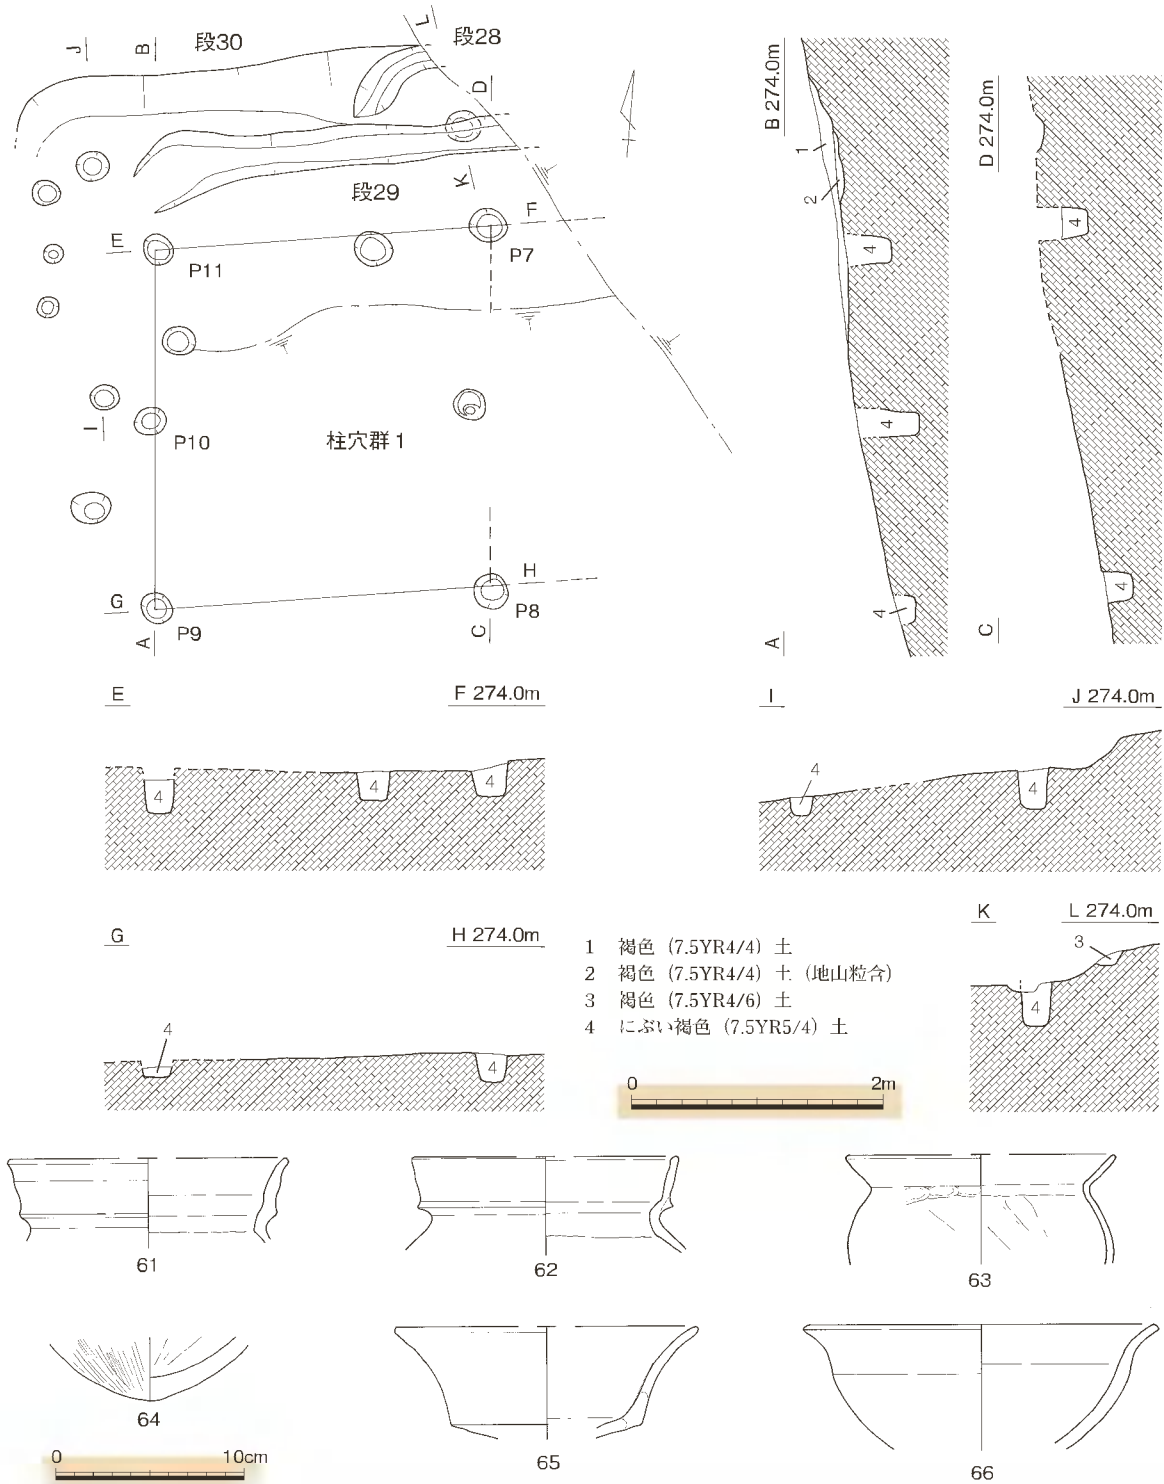 J
B
段30
L
段28
D
K
段29
E
F
P11
P7
I
P10
柱穴群1
G
H
P9
P8
A
C
B 274.0m
1
2
4
4
4
A
D 274.0m
4
4
C
E
F 274.0m
4
4
4
I
J 274.0m
4
4
G
H 274.0m
4
4
K
L 274.0m
3
4
1 褐色 (7.5YR4/4) 土
2 褐色 (7.5YR4/4) 土 (地山粒含)
3 褐色 (7.5YR4/6) 土
4 にぶい褐色 (7.5YR5/4) 土
0 2m
61
62
63
64
65
66
0 10cm